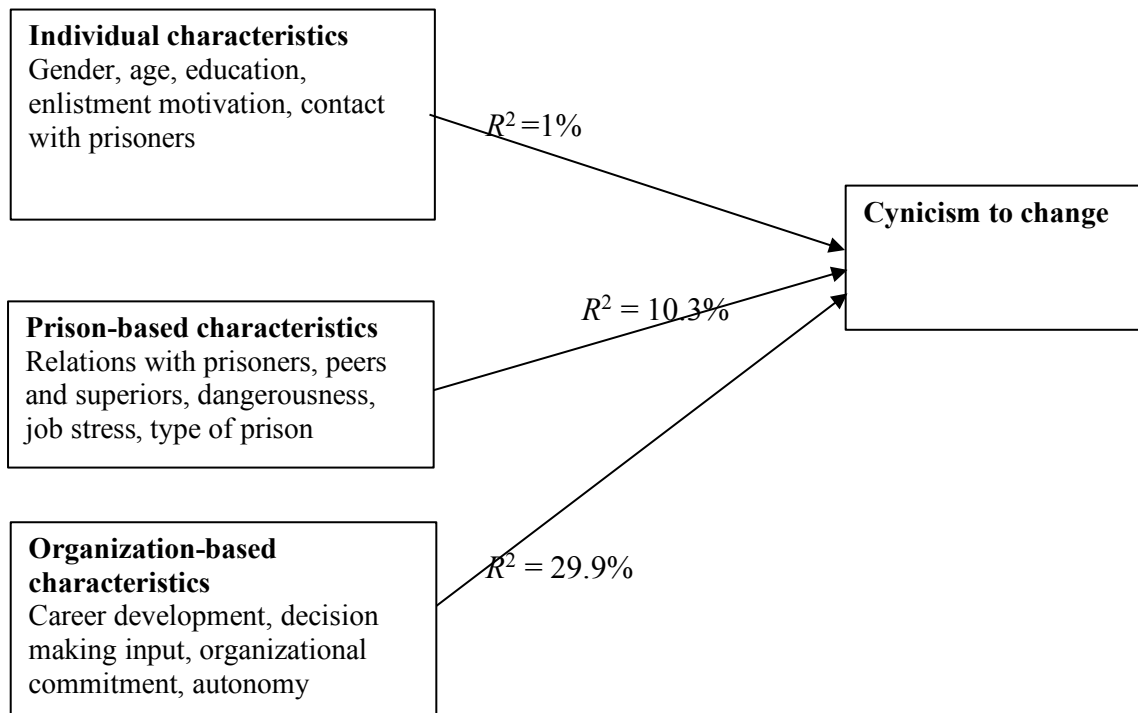 Individual characteristics
Gender, age, education,
enlistment motivation, contact
with prisoners
R² =1%
Cynicism to change
Prison-based characteristics
Relations with prisoners, peers
and superiors, dangerousness,
job stress, type of prison
R² = 10.3%
Organization-based
characteristics
Career development, decision
making input, organizational
commitment, autonomy
R² = 29.9%